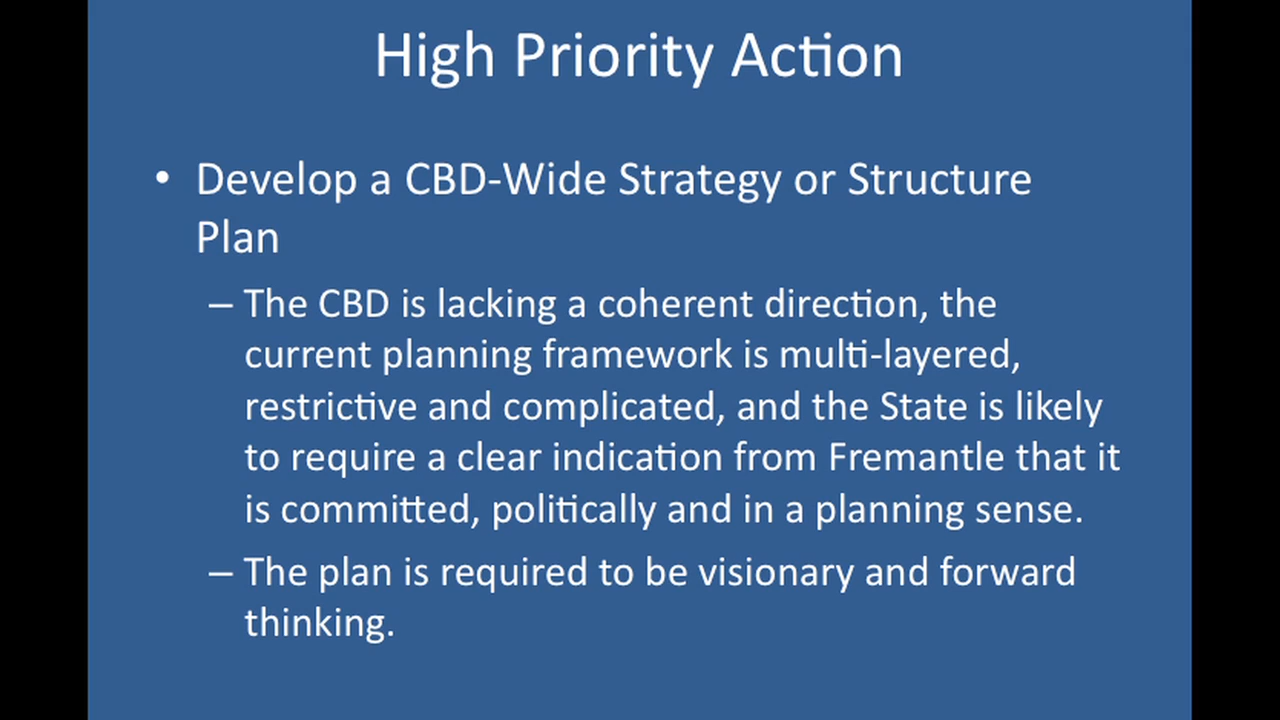 High Priority Action
• Develop a CBD-Wide Strategy or Structure
Plan
– The CBD is lacking a coherent direction, the
current planning framework is multi-layered,
restrictive and complicated, and the State is likely
to require a clear indication from Fremantle that it
is committed, politically and in a planning sense.
– The plan is required to be visionary and forward
thinking.